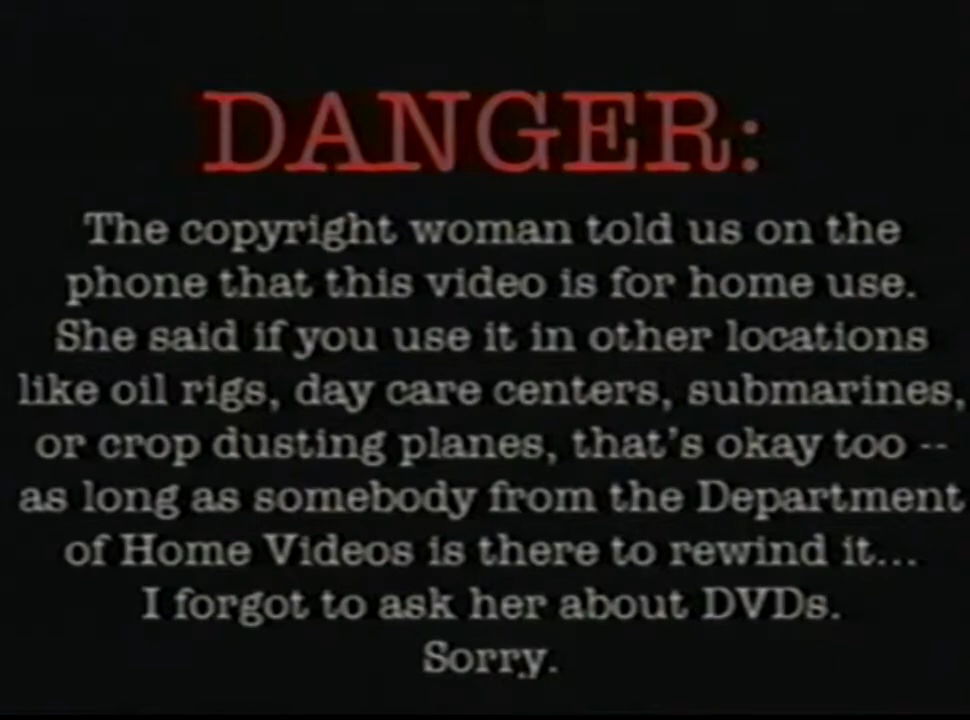 DANGER:
The copyright woman told us on the
phone that this video is for home use.
She said if you use it in other locations
like oil rigs, day care centers, submarines,
or crop dusting planes, that's okay too --
as long as somebody from the Department
of Home Videos is there to rewind it...
I forgot to ask her about DVDs.
Sorry.